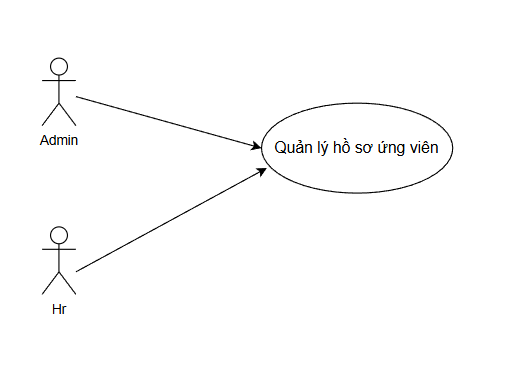 Admin
Quản lý hồ sơ ứng viên
Hr